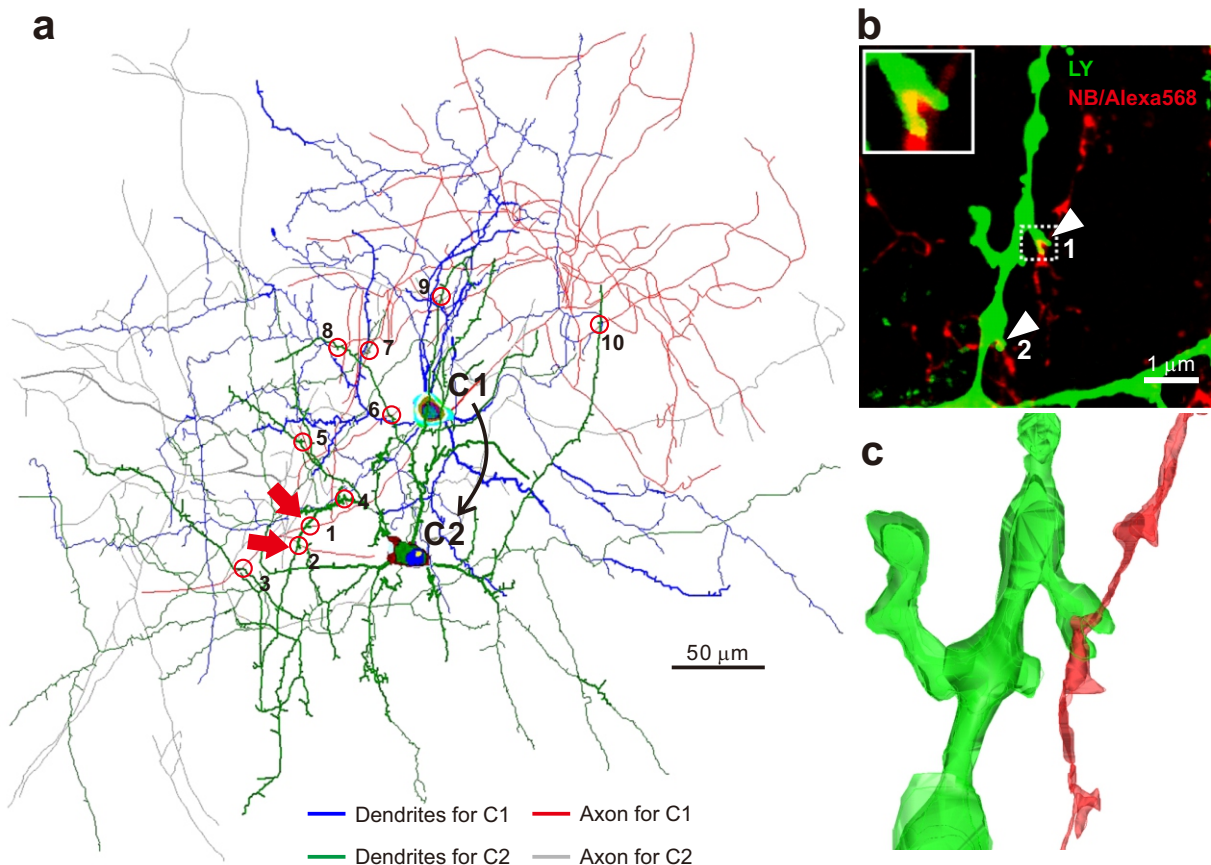 a
b
LY
NB/Alexa568
1
2
1 μm
9
8
7
10
C1
6
5
4
1
C2
2
3
50 μm
c
Dendrites for C1
Axon for C1
Dendrites for C2
Axon for C2